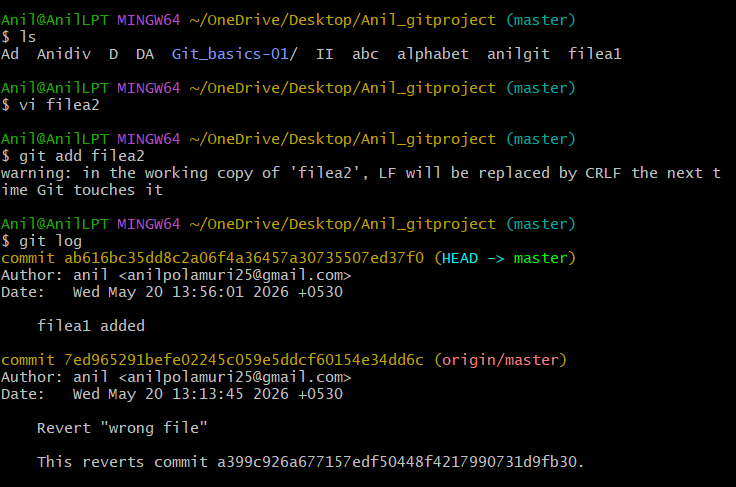 Anil@AnilLPT MINGW64 ~/OneDrive/Desktop/Anil_gitproject (master)
$ ls
Ad  Anidiv  D  DA  Git_basics-01/  II  abc  alphabet  anilgit  filea1

Anil@AnilLPT MINGW64 ~/OneDrive/Desktop/Anil_gitproject (master)
$ vi filea2

Anil@AnilLPT MINGW64 ~/OneDrive/Desktop/Anil_gitproject (master)
$ git add filea2
warning: in the working copy of 'filea2', LF will be replaced by CRLF the next t
ime Git touches it

Anil@AnilLPT MINGW64 ~/OneDrive/Desktop/Anil_gitproject (master)
$ git log
commit ab616bc35dd8c2a06f4a36457a30735507ed37f0 (HEAD -> master)
Author: anil <anilpolamuri25@gmail.com>
Date:   Wed May 20 13:56:01 2026 +0530

    filea1 added

commit 7ed965291befe02245c059e5ddcf60154e34dd6c (origin/master)
Author: anil <anilpolamuri25@gmail.com>
Date:   Wed May 20 13:13:45 2026 +0530

    Revert "wrong file"

    This reverts commit a399c926a677157edf50448f4217990731d9fb30.